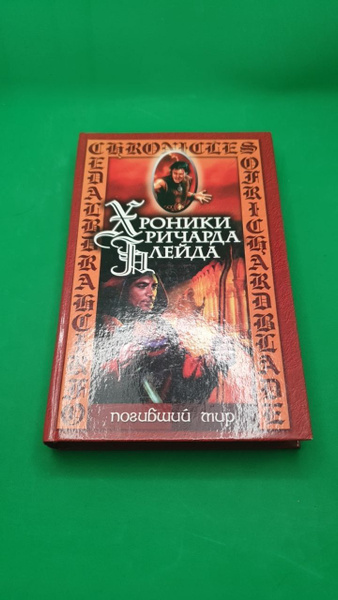 CHRONICLES
OF RICHARD BLADE
ХРОНИКИ
РИЧАРДА
БЛЕЙДА
погибший мир